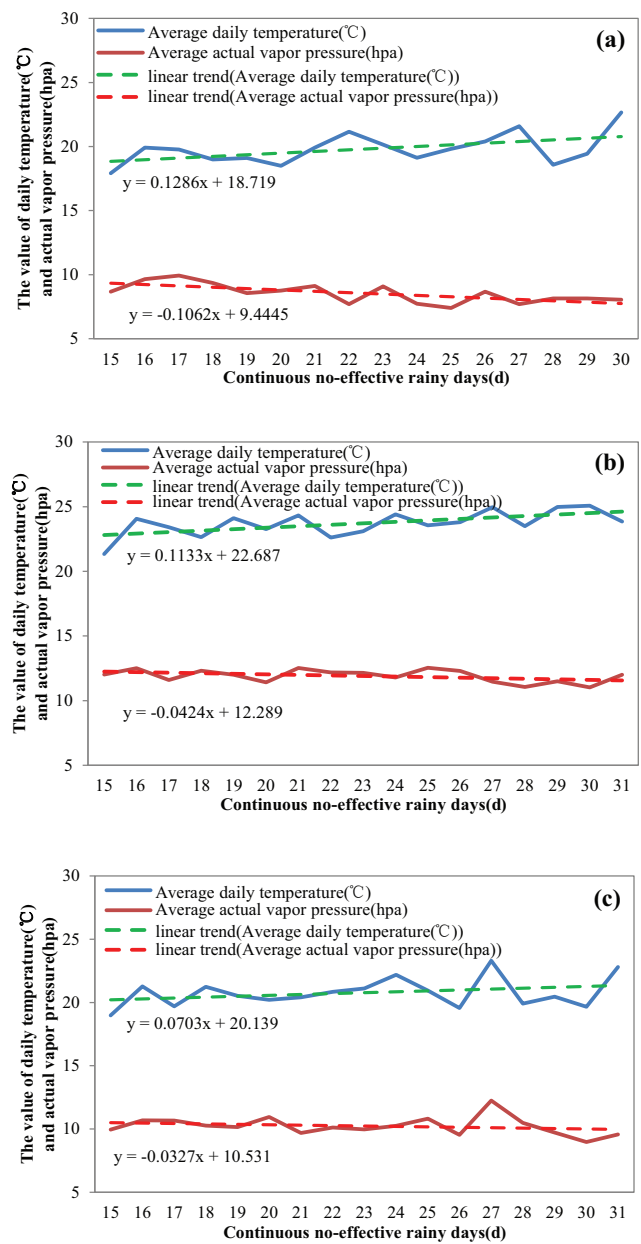 30
25
20
15
10
5
The value of daily temperature(℃)
and actual vapor pressure(hpa)
Average daily temperature(℃)
Average actual vapor pressure(hpa)
linear trend(Average daily temperature(℃))
linear trend(Average actual vapor pressure(hpa))
(a)
y = 0.1286x + 18.719
y = -0.1062x + 9.4445
15 16 17 18 19 20 21 22 23 24 25 26 27 28 29 30
Continuous no-effective rainy days(d)
30
25
20
15
10
5
The value of daily temperature(℃)
and actual vapor pressure(hpa)
Average daily temperature(℃)
Average actual vapor pressure(hpa)
linear trend(Average daily temperature(℃))
linear trend(Average actual vapor pressure(hpa))
(b)
y = 0.1133x + 22.687
y = -0.0424x + 12.289
15 16 17 18 19 20 21 22 23 24 25 26 27 28 29 30 31
Continuous no-effective rainy days(d)
30
25
20
15
10
5
The value of daily temperature(℃)
and actual vapor pressure(hpa)
Average daily temperature(℃)
Average actual vapor pressure(hpa)
linear trend(Average daily temperature(℃))
linear trend(Average actual vapor pressure(hpa))
(c)
y = 0.0703x + 20.139
y = -0.0327x + 10.531
15 16 17 18 19 20 21 22 23 24 25 26 27 28 29 30 31
Continuous no-effective rainy days(d)